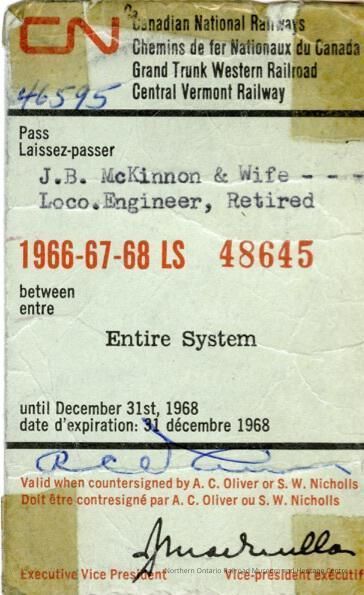 CN
Canadian National Railways
Chemins de fer Nationaux du Canada
Grand Trunk Western Railroad
Central Vermont Railway
46595
Pass
Laissez-passer
J.B. McKinnon & Wife - - -
Loco.Engineer, Retired
1966-67-68 LS 48645
between
entre
Entire System
until December 31st, 1968
date d'expiration: 31 décembre 1968
Valid when countersigned by A. C. Oliver or S. W. Nicholls
Doit être contresigné par A. C. Oliver ou S. W. Nicholls
Northern Ontario Railroad Museum and Heritage Centre
Executive Vice President Vice-président exécutif